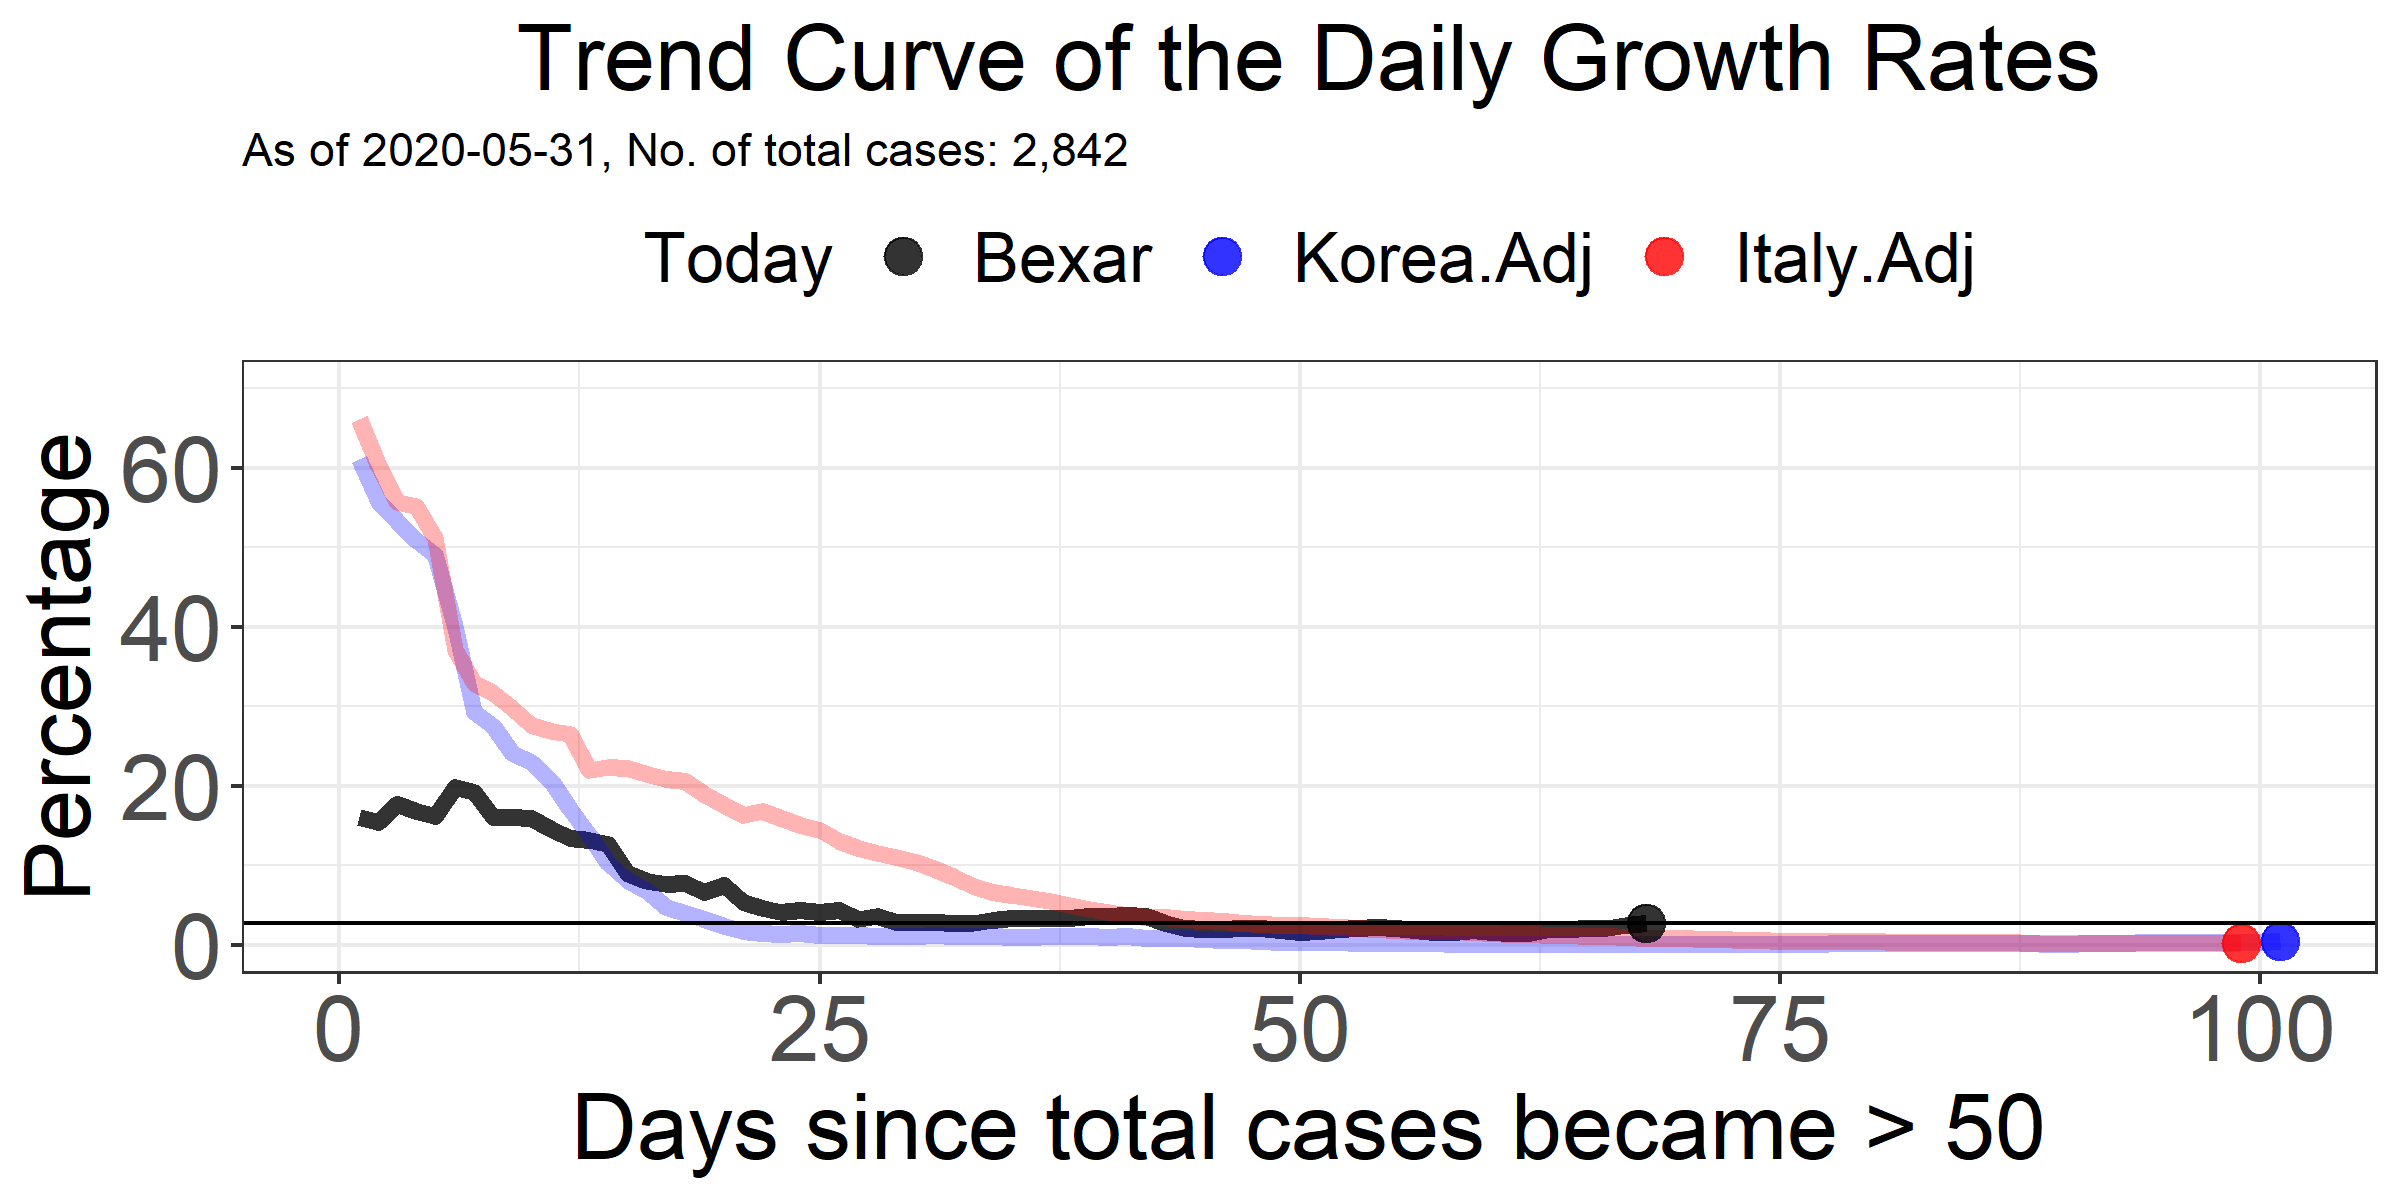 Trend Curve of the Daily Growth Rates
As of 2020-05-31, No. of total cases: 2,842
Today Bexar Korea.Adj Italy.Adj
Percentage
60
40
20
0
0 25 50 75 100
Days since total cases became > 50